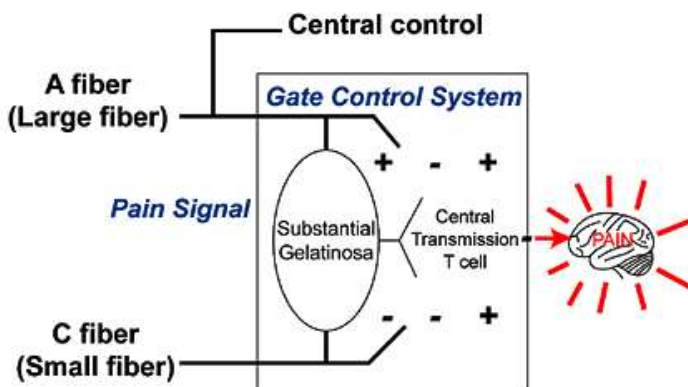 Central control
A fiber
(Large fiber)
Gate Control System
+ - +
Pain Signal
Substantial
Gelatinosa
Central
Transmission
T cell
-
PAIN
- - +
C fiber
(Small fiber)